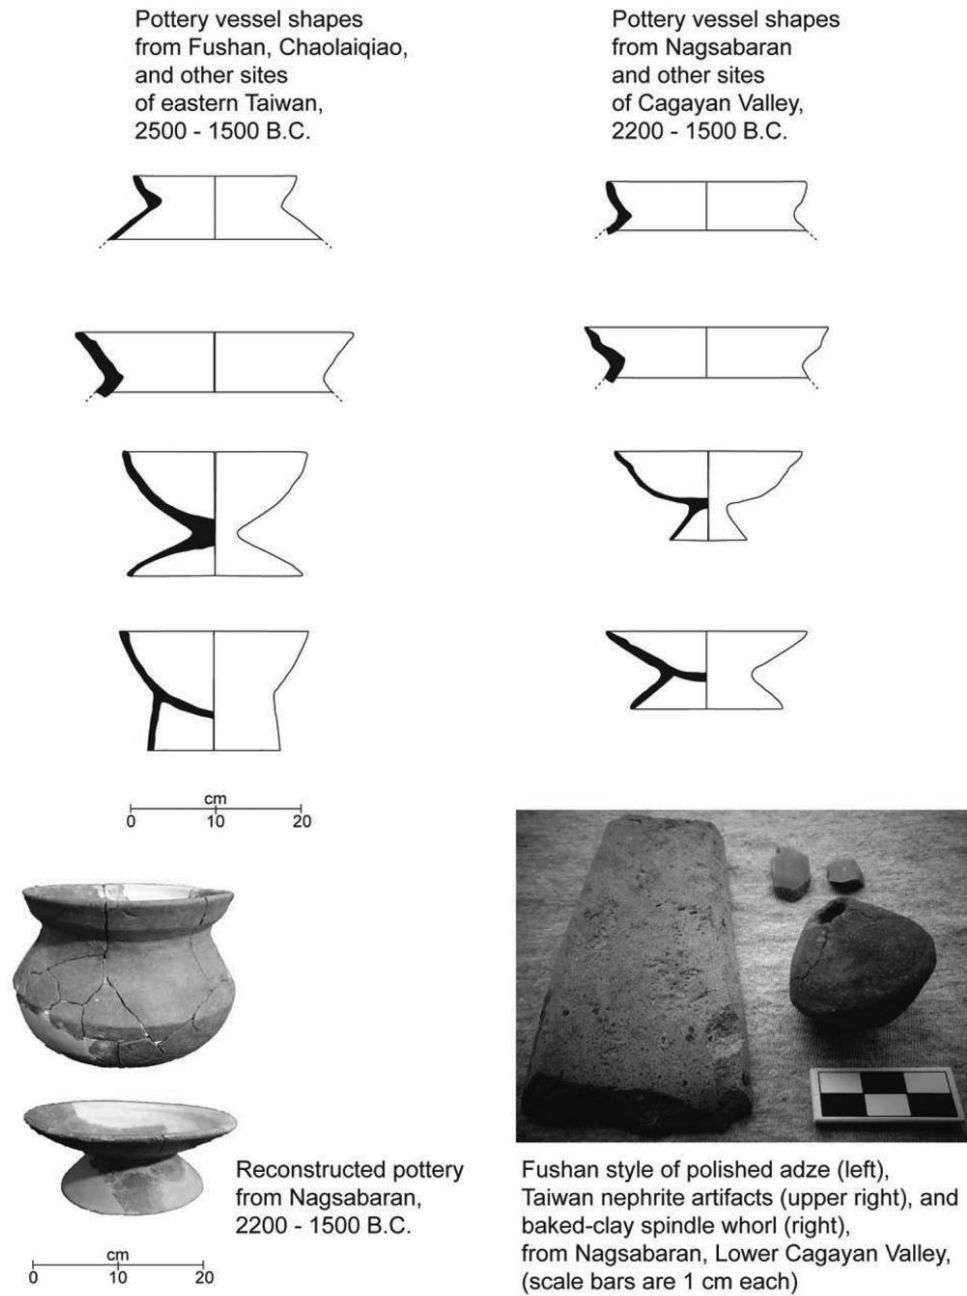 Pottery vessel shapes
from Fushan, Chaolaiqiao,
and other sites
of eastern Taiwan,
2500 - 1500 B.C.
Pottery vessel shapes
from Nagsabaran
and other sites
of Cagayan Valley,
2200 - 1500 B.C.
cm
0 10 20
Reconstructed pottery
from Nagsabaran,
2200 - 1500 B.C.
cm
0 10 20
Fushan style of polished adze (left),
Taiwan nephrite artifacts (upper right), and
baked-clay spindle whorl (right),
from Nagsabaran, Lower Cagayan Valley,
(scale bars are 1 cm each)